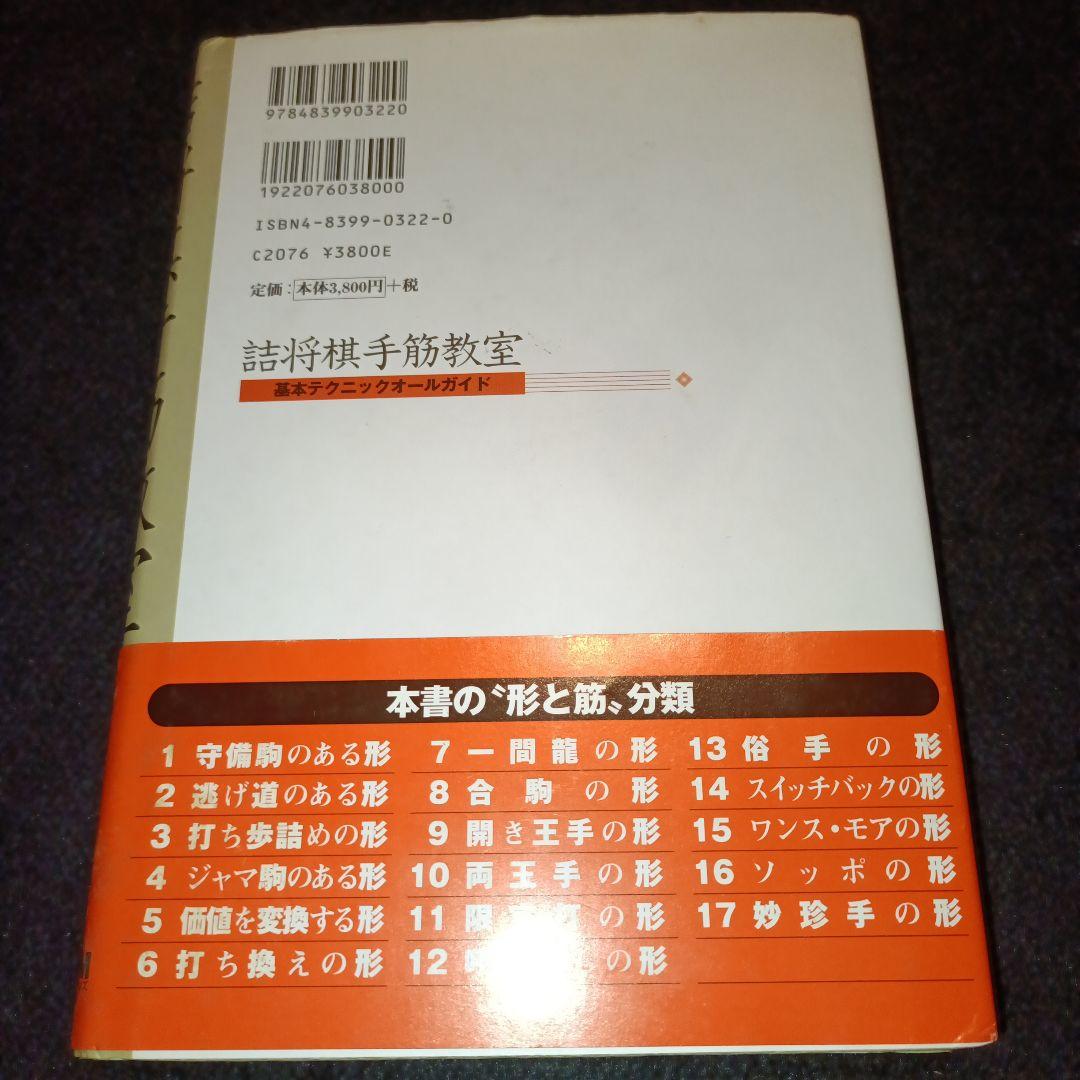 9784839903220
1922076038000
ISBN4-8399-0322-0
C2076 ¥3800E
定価：本体3,800円＋税
詰将棋手筋教室
基本テクニックオールガイド
本書の〝形と筋〟分類
1 守備駒のある形
2 逃げ道のある形
3 打ち歩詰めの形
4 ジャマ駒のある形
5 価値を変換する形
6 打ち換えの形
7 一間龍の形
8 合駒の形
9 開き王手の形
10 両王手の形
11 限 の形
12 の形
13 俗手の形
14 スイッチバックの形
15 ワンス・モアの形
16 ソッポの形
17 妙珍手の形